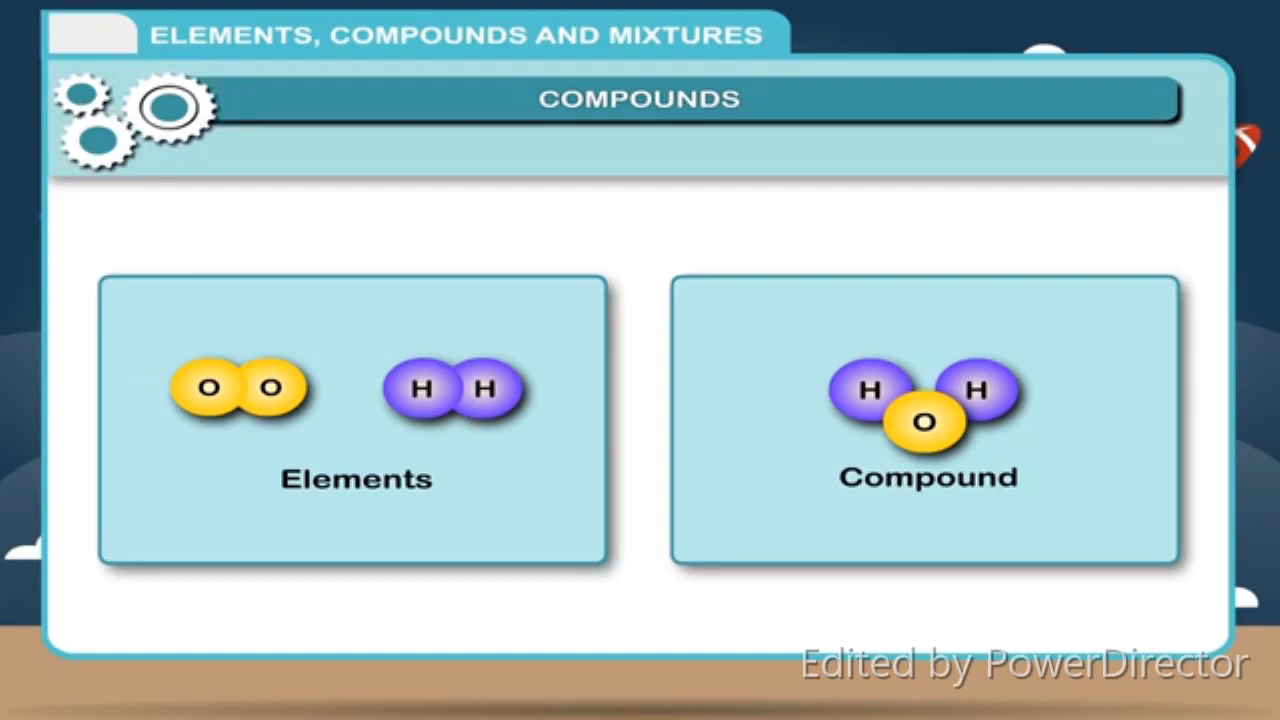 ELEMENTS, COMPOUNDS AND MIXTURES
COMPOUNDS
O O H H
Elements
H H
O
Compound
Edited by PowerDirector